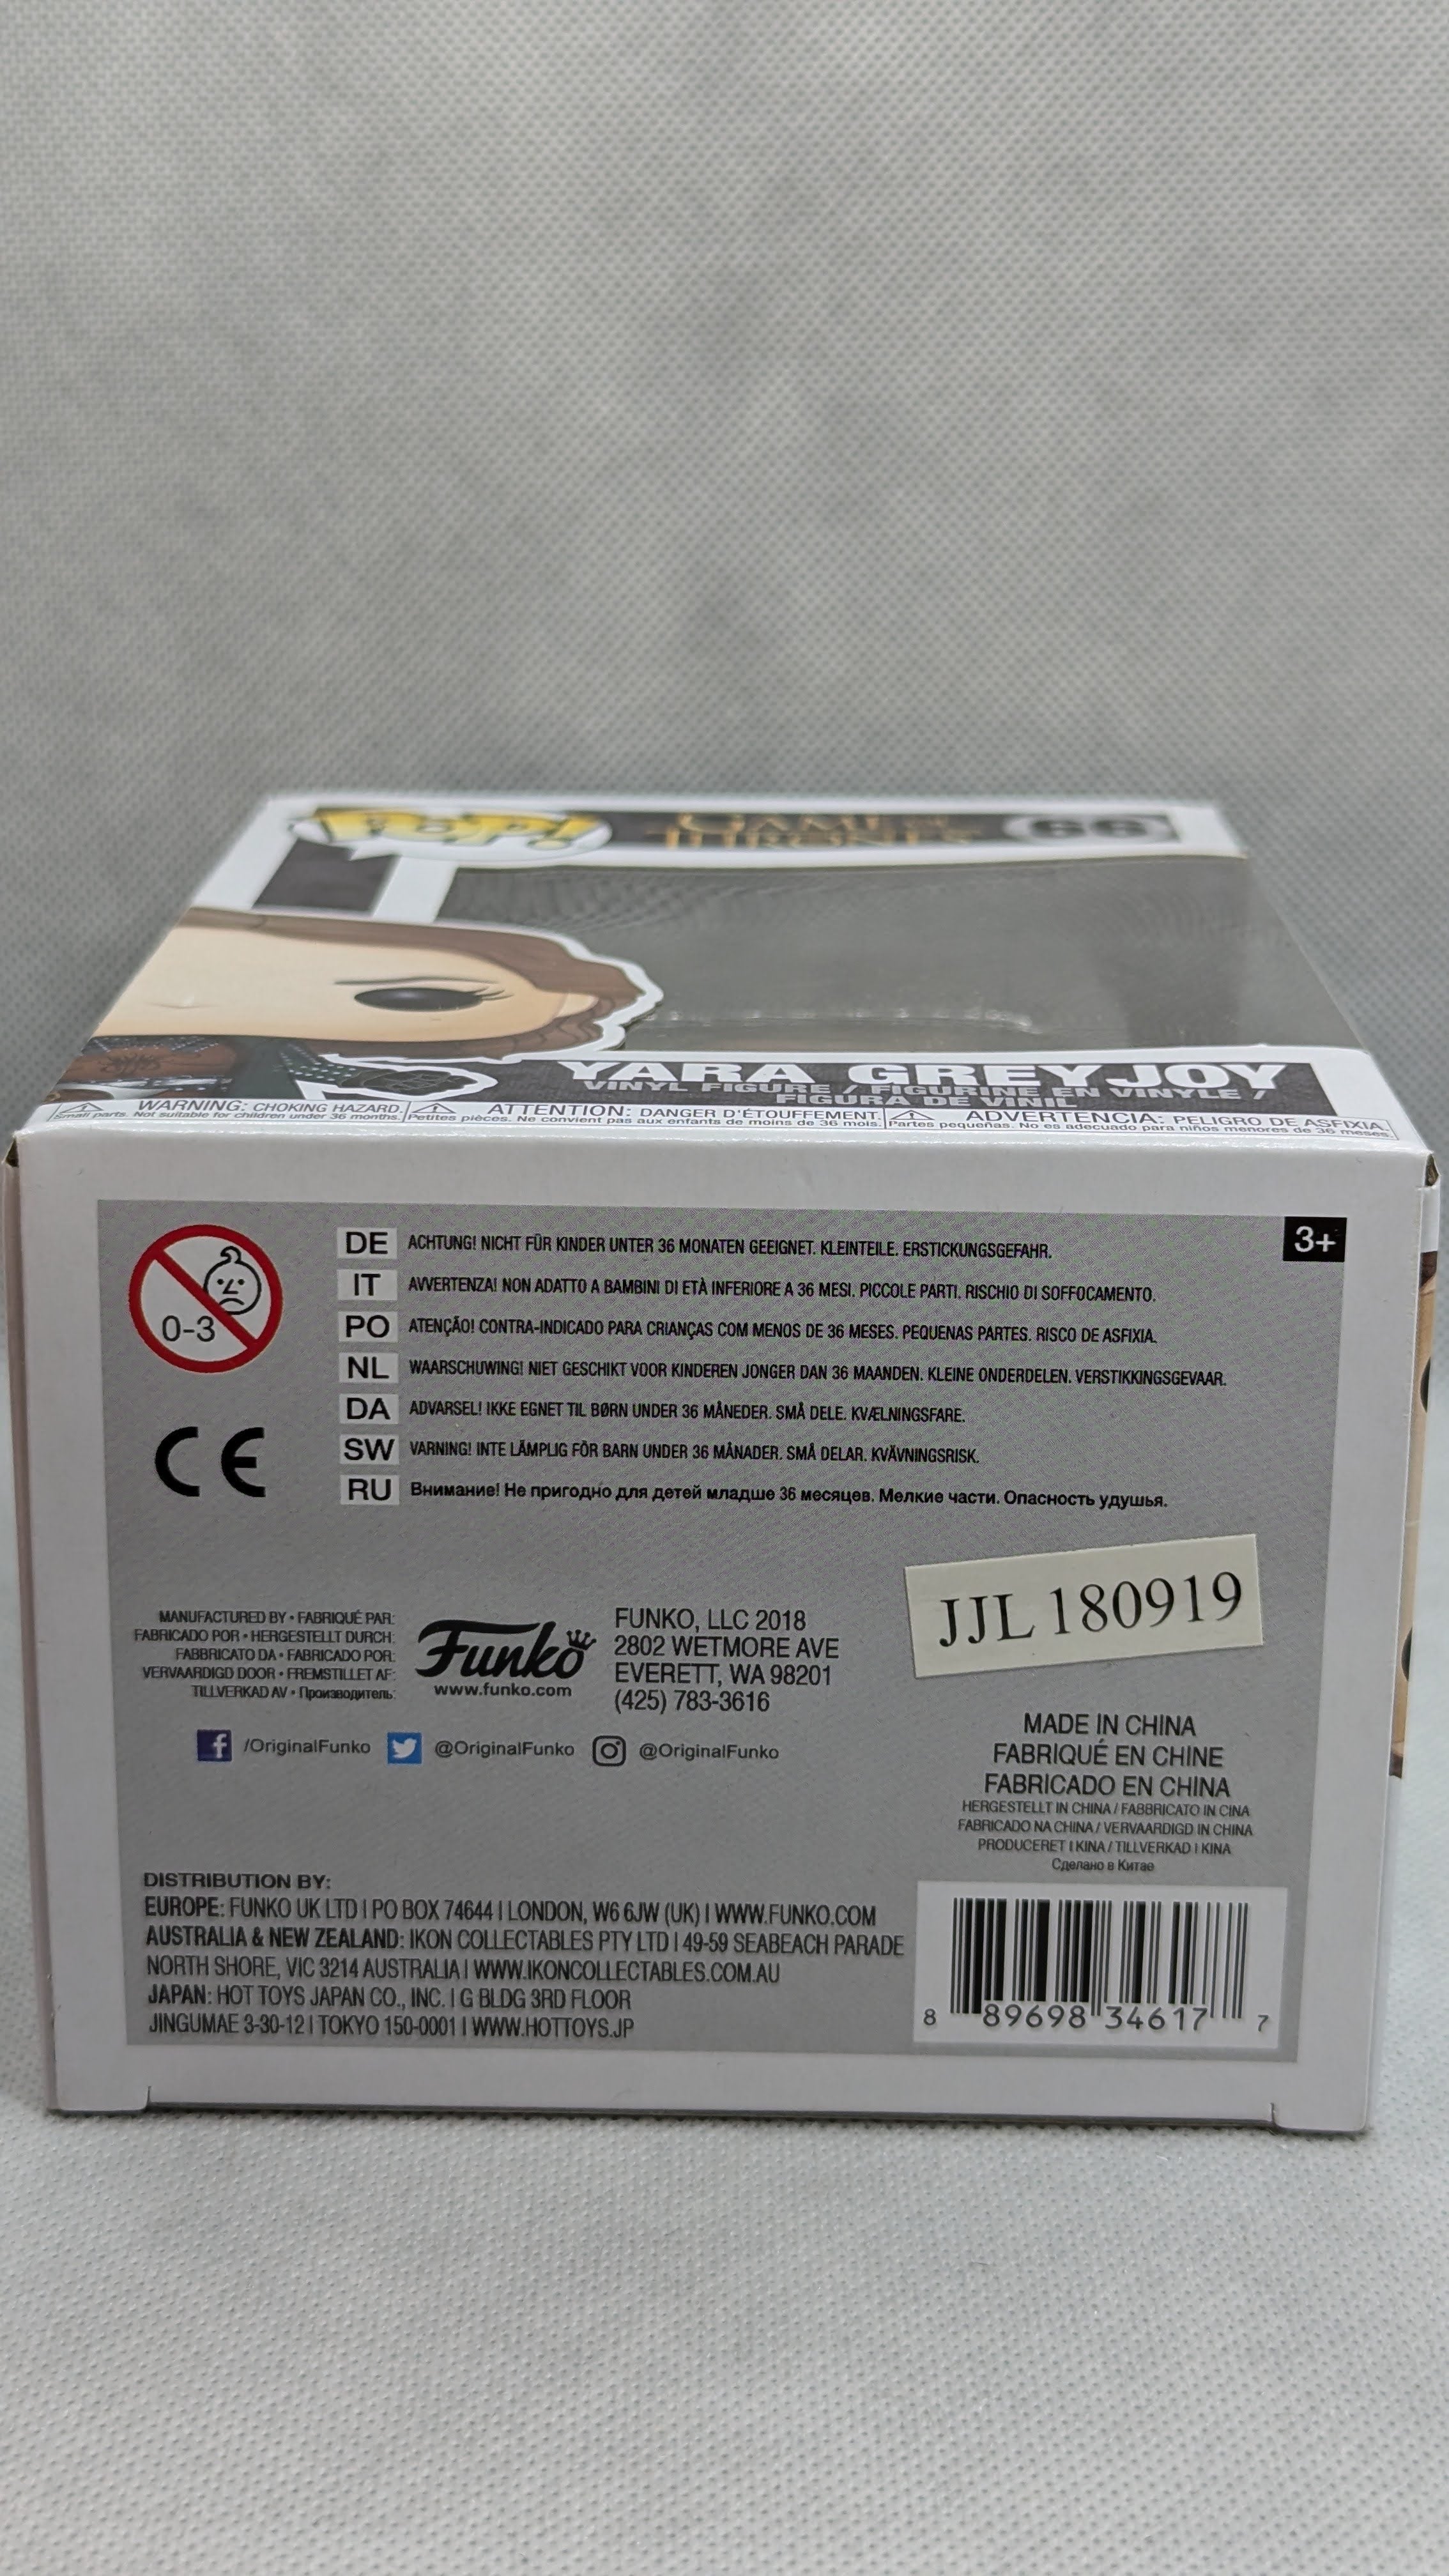 POP!
GAME OF
THRONES
66
YARA GREYJOY
VINYL FIGURE / FIGURINE EN VINYLE /
FIGURA DE VINIL
WARNING: CHOKING HAZARD.
Small parts. Not suitable for children under 36 months.
ATTENTION: DANGER D'ÉTOUFFEMENT.
Petites pièces. Ne convient pas aux enfants de moins de 36 mois.
ADVERTENCIA: PELIGRO DE ASFIXIA.
Partes pequeñas. No es adecuado para niños menores de 36 meses.
0-3
CE
DE ACHTUNG! NICHT FÜR KINDER UNTER 36 MONATEN GEEIGNET. KLEINTEILE. ERSTICKUNGSGEFAHR.
IT AVVERTENZA! NON ADATTO A BAMBINI DI ETÀ INFERIORE A 36 MESI. PICCOLE PARTI. RISCHIO DI SOFFOCAMENTO.
PO ATENÇÃO! CONTRA-INDICADO PARA CRIANÇAS COM MENOS DE 36 MESES. PEQUENAS PARTES. RISCO DE ASFIXIA.
NL WAARSCHUWING! NIET GESCHIKT VOOR KINDEREN JONGER DAN 36 MAANDEN. KLEINE ONDERDELEN. VERSTIKKINGSGEVAAR.
DA ADVARSEL! IKKE EGNET TIL BØRN UNDER 36 MÅNEDER. SMÅ DELE. KVÆLNINGSFARE.
SW VARNING! INTE LÄMPLIG FÖR BARN UNDER 36 MÅNADER. SMÅ DELAR. KVÄVNINGSRISK.
RU Внимание! Не пригодно для детей младше 36 месяцев. Мелкие части. Опасность удушья.
3+
JJL 180919
MANUFACTURED BY • FABRIQUÉ PAR:
FABRICADO POR • HERGESTELLT DURCH:
FABBRICATO DA • FABRICADO POR:
VERVAARDIGD DOOR • FREMSTILLET AF:
TILLVERKAD AV • Производитель:
Funko
www.funko.com
FUNKO, LLC 2018
2802 WETMORE AVE
EVERETT, WA 98201
(425) 783-3616
/OriginalFunko @OriginalFunko @OriginalFunko
MADE IN CHINA
FABRIQUÉ EN CHINE
FABRICADO EN CHINA
HERGESTELLT IN CHINA / FABBRICATO IN CINA
FABRICADO NA CHINA / VERVAARDIGD IN CHINA
PRODUCERET I KINA / TILLVERKAD I KINA
Сделано в Китае
DISTRIBUTION BY:
EUROPE: FUNKO UK LTD | PO BOX 74644 | LONDON, W6 6JW (UK) | WWW.FUNKO.COM
AUSTRALIA & NEW ZEALAND: IKON COLLECTABLES PTY LTD | 49-59 SEABEACH PARADE
NORTH SHORE, VIC 3214 AUSTRALIA | WWW.IKONCOLLECTABLES.COM.AU
JAPAN: HOT TOYS JAPAN CO., INC. | G BLDG 3RD FLOOR
JINGUMAE 3-30-12 | TOKYO 150-0001 | WWW.HOTTOYS.JP
8 89698 34617 7